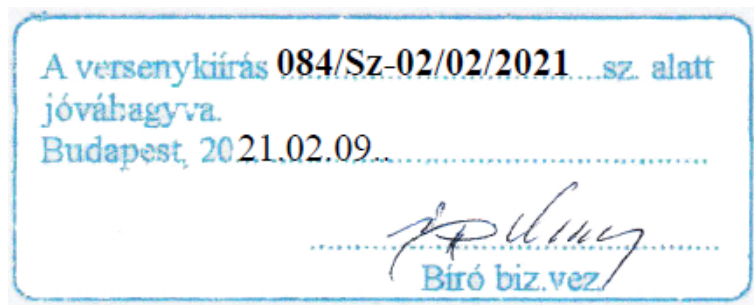 A versenykiírás 084/Sz-02/02/2021....sz. alatt
jóváhagyva.
Budapest, 2021.02.09..
Bíró biz.vez.